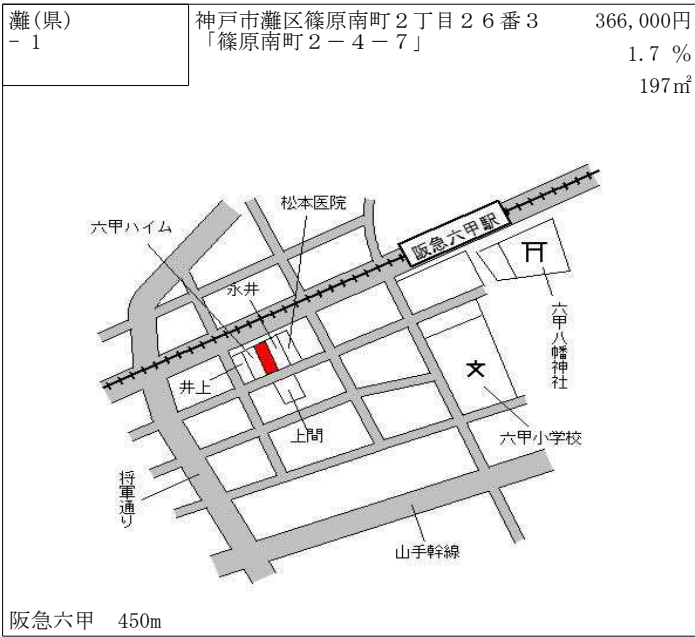 灘(県)
- 1
神戸市灘区篠原南町２丁目２６番３
「篠原南町２－４－７」
366,000円
1.7 %
197㎡
松本医院
六甲ハイム
阪急六甲駅
永井
六甲八幡神社
井上
上間
六甲小学校
将軍通り
山手幹線
阪急六甲 450m